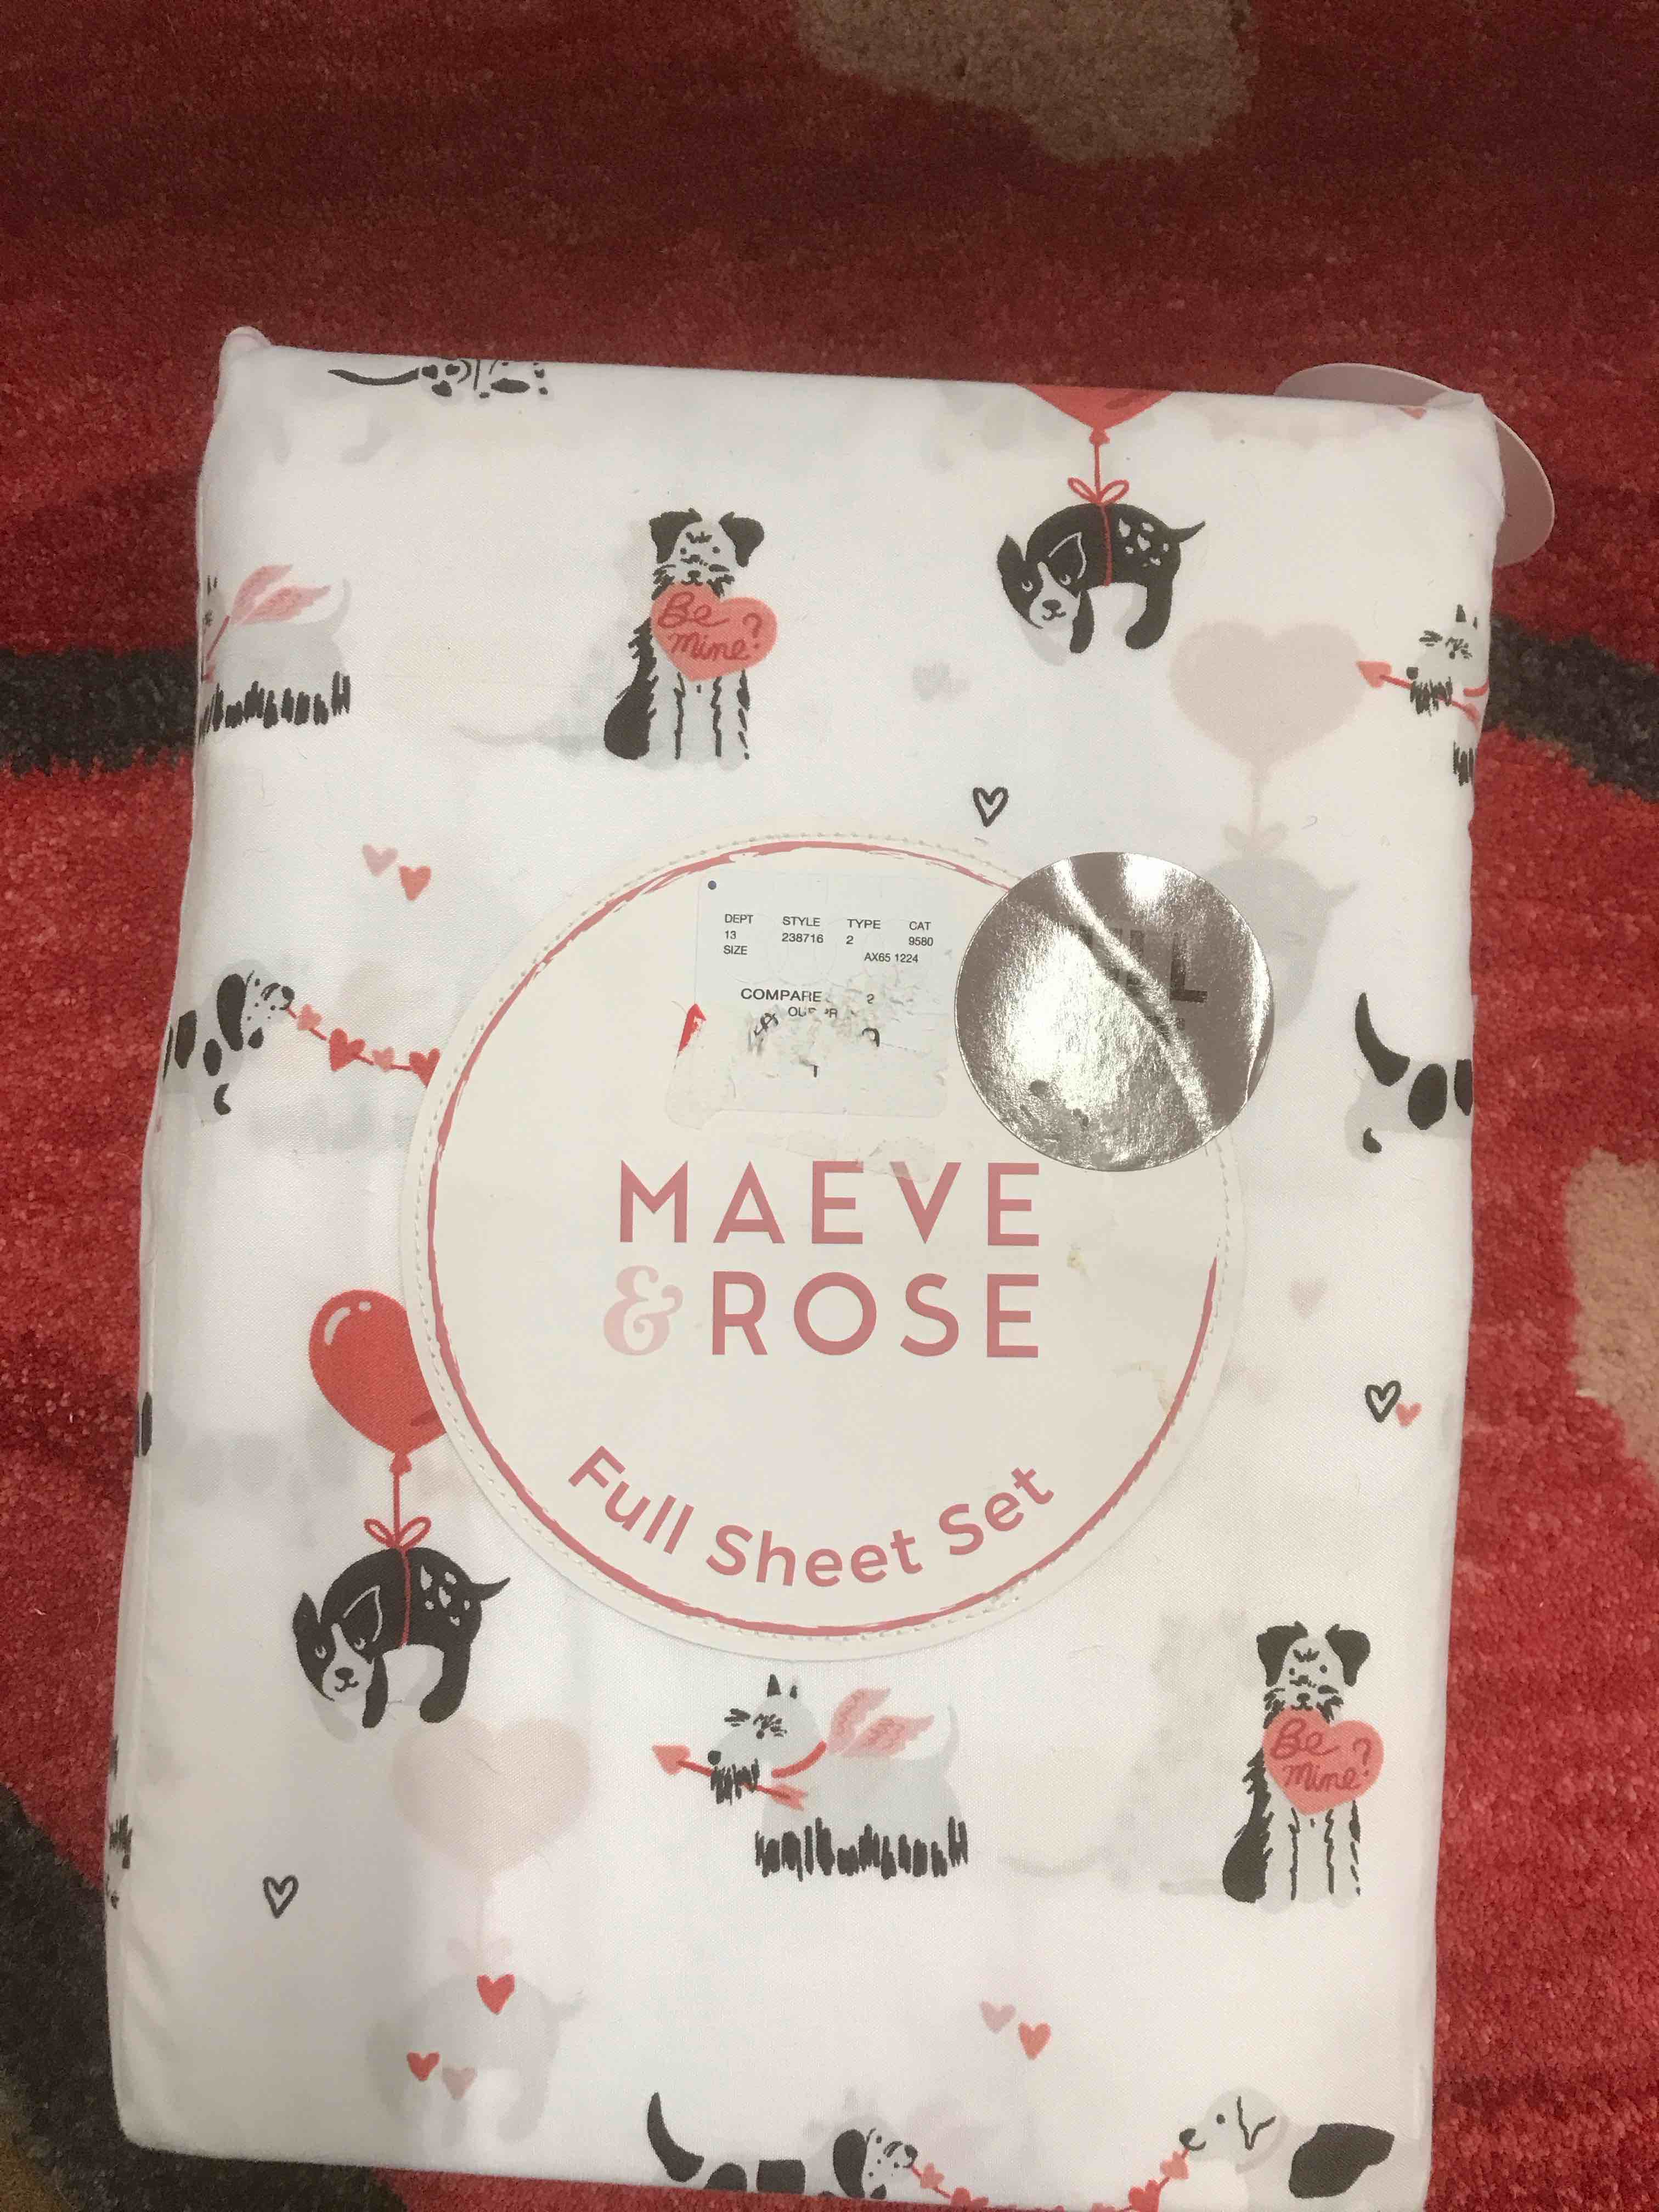 Be
mine?
DEPT STYLE TYPE CAT
13 238716 2 9580
SIZE AX65 1224
COMPARE 2
MAEVE
& ROSE
Full Sheet Set
Be
mine?